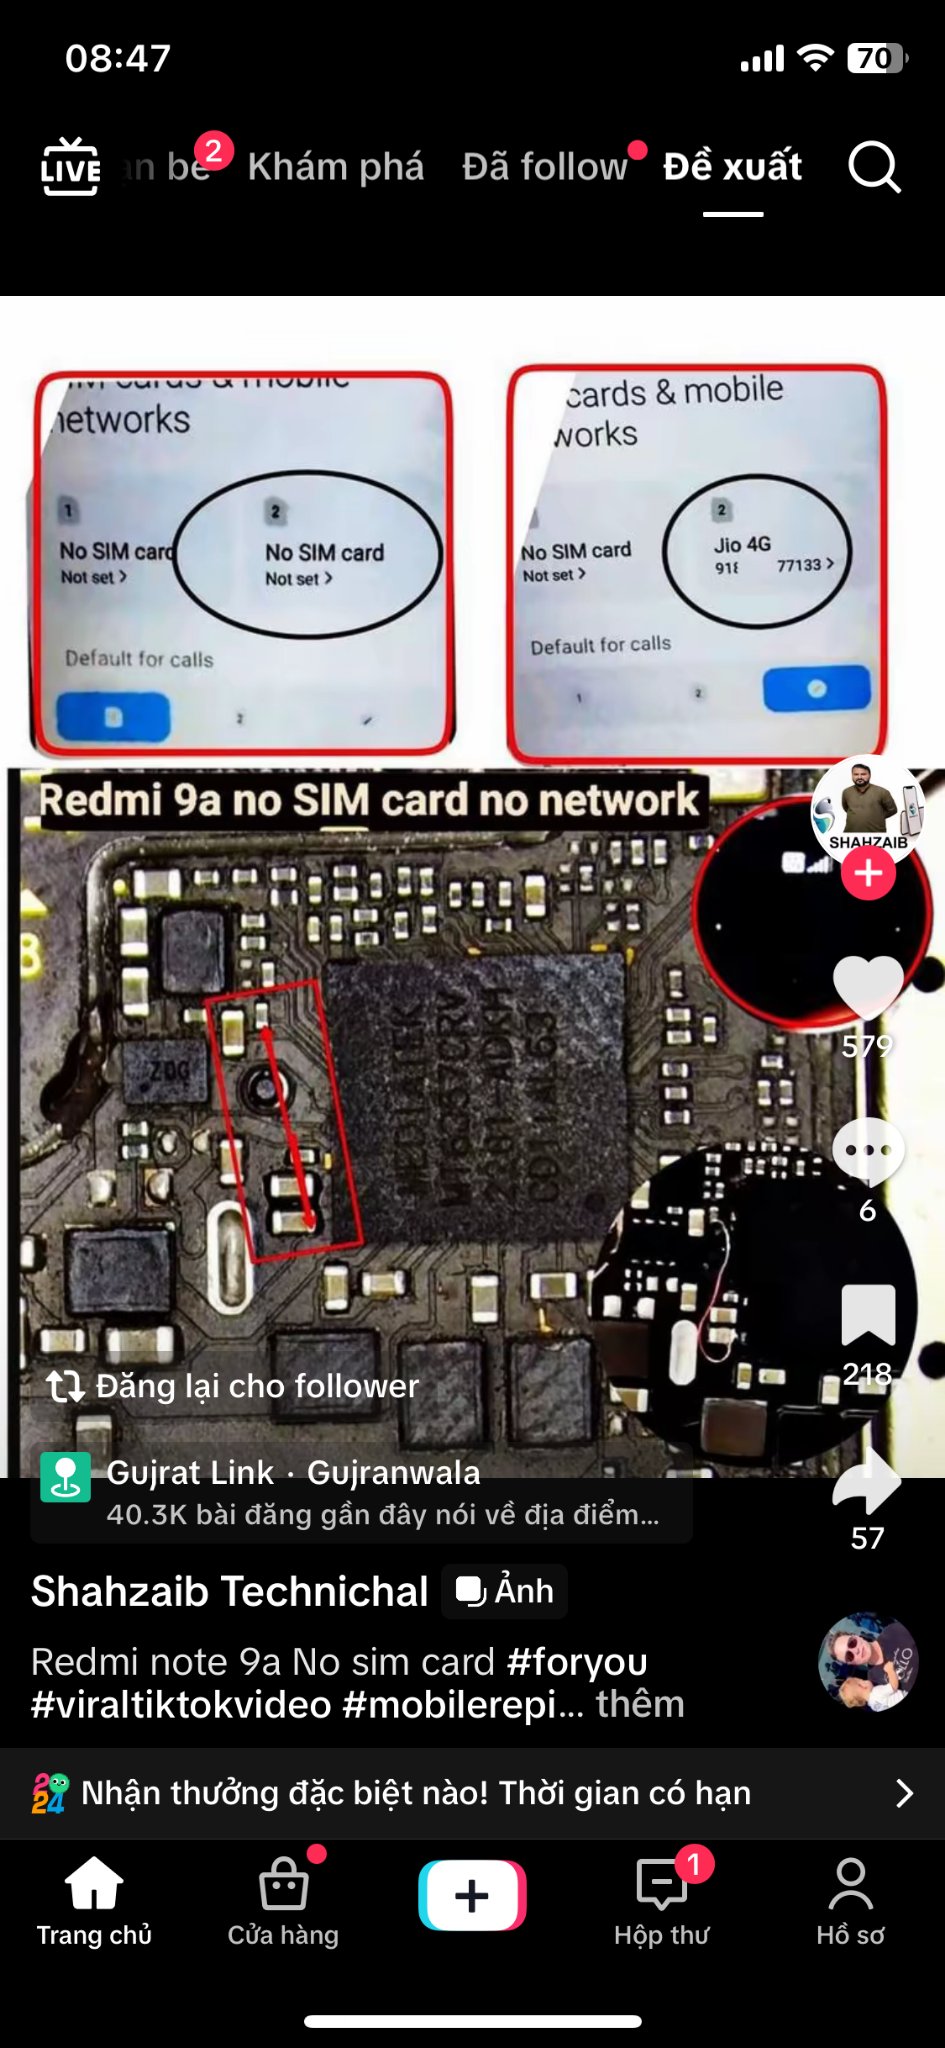 08:47
70
LIVE
2
Khám phá
Đã follow
Đề xuất
networks
1
2
No SIM card
Not set >
No SIM card
Not set >
Default for calls
2
cards & mobile
works
2
No SIM card
Not set >
Jio 4G
918 77133 >
Default for calls
1
2
Redmi 9a no SIM card no network
SHAHZAIB
579
6
218
57
Đăng lại cho follower
Gujrat Link · Gujranwala
40.3K bài đăng gần đây nói về địa điểm...
Shahzaib Technichal
Ảnh
Redmi note 9a No sim card #foryou
#viraltiktokvideo #mobilerepi... thêm
2024 Nhận thưởng đặc biệt nào! Thời gian có hạn
Trang chủ
Cửa hàng
1
Hộp thư
Hồ sơ